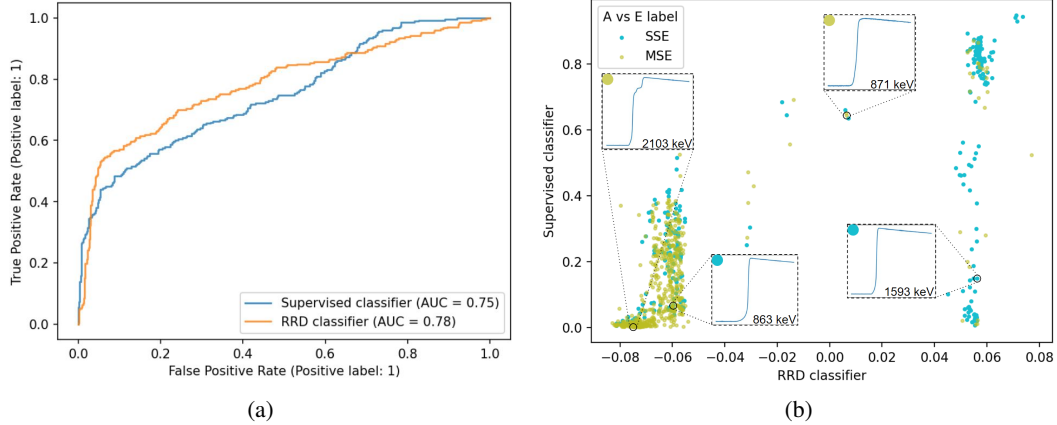 1.0
0.8
0.6
0.4
0.2
0.0
True Positive Rate (Positive label: 1)
Supervised classifier (AUC = 0.75)
RRD classifier (AUC = 0.78)
0.0 0.2 0.4 0.6 0.8 1.0
False Positive Rate (Positive label: 1)
(a)
A vs E label
SSE
MSE
871 keV
2103 keV
863 keV
1593 keV
0.8
0.6
0.4
0.2
0.0
Supervised classifier
−0.08 −0.06 −0.04 −0.02 0.00 0.02 0.04 0.06 0.08
RRD classifier
(b)